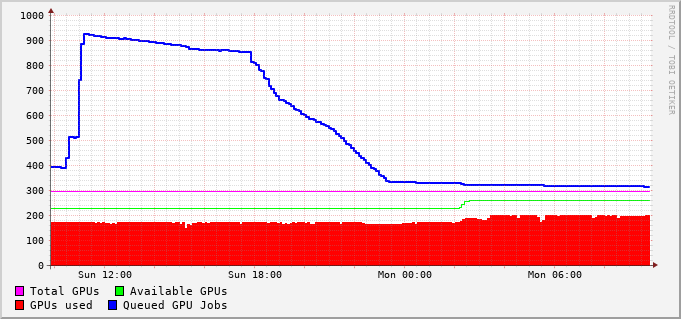 RRDTOOL / TOBI OETIKER
1000
900
800
700
600
500
400
300
200
100
0
Sun 12:00 Sun 18:00 Mon 00:00 Mon 06:00
Total GPUs Available GPUs
GPUs used Queued GPU Jobs